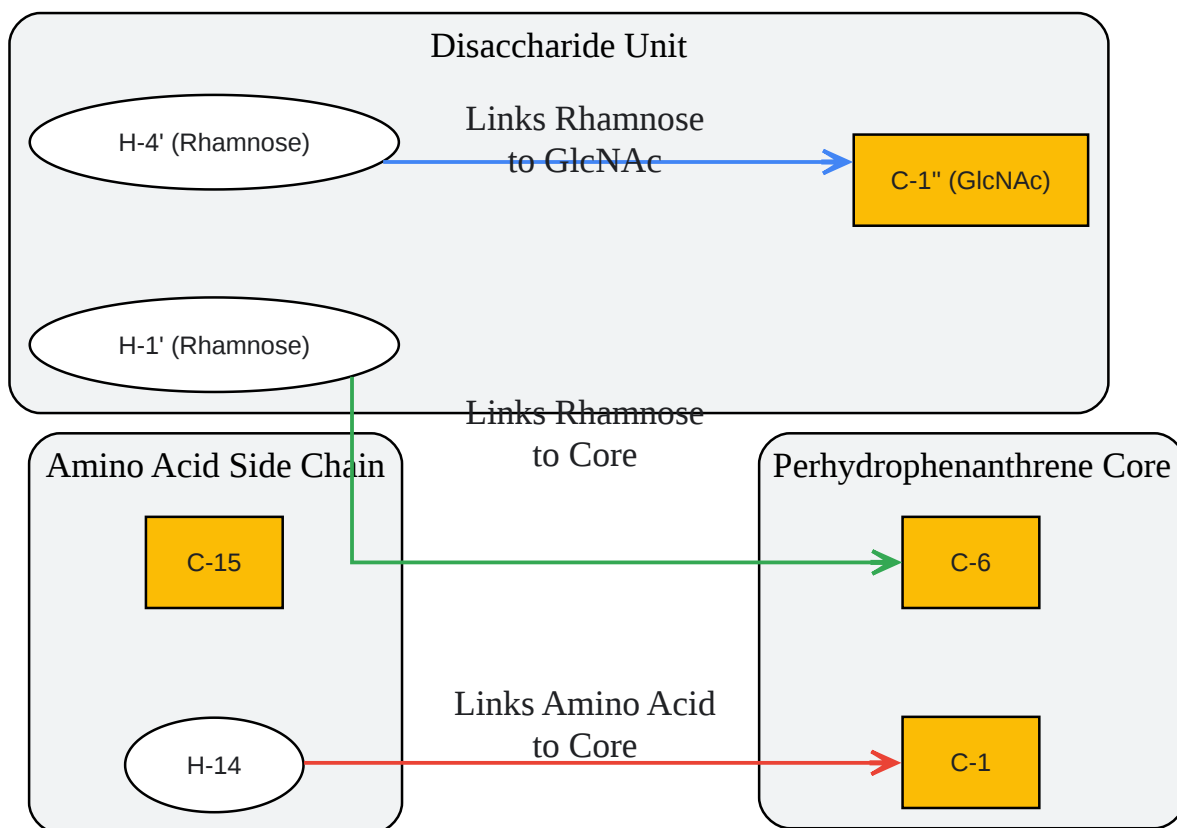 Disaccharide Unit
H-4' (Rhamnose)
Links Rhamnose
to GlcNAc
C-1" (GlcNAc)
H-1' (Rhamnose)
Links Rhamnose
to Core
Amino Acid Side Chain
Perhydrophenanthrene Core
C-15
C-6
Links Amino Acid
to Core
H-14
C-1